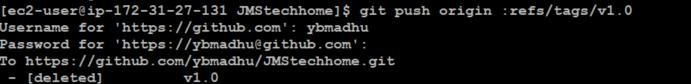 [ec2-user@ip-172-31-27-131 JMStechhome]$ git push origin :refs/tags/v1.0
Username for 'https://github.com': ybmadhu
Password for 'https://ybmadhu@github.com':
To https://github.com/ybmadhu/JMStechhome.git
 - [deleted]         v1.0